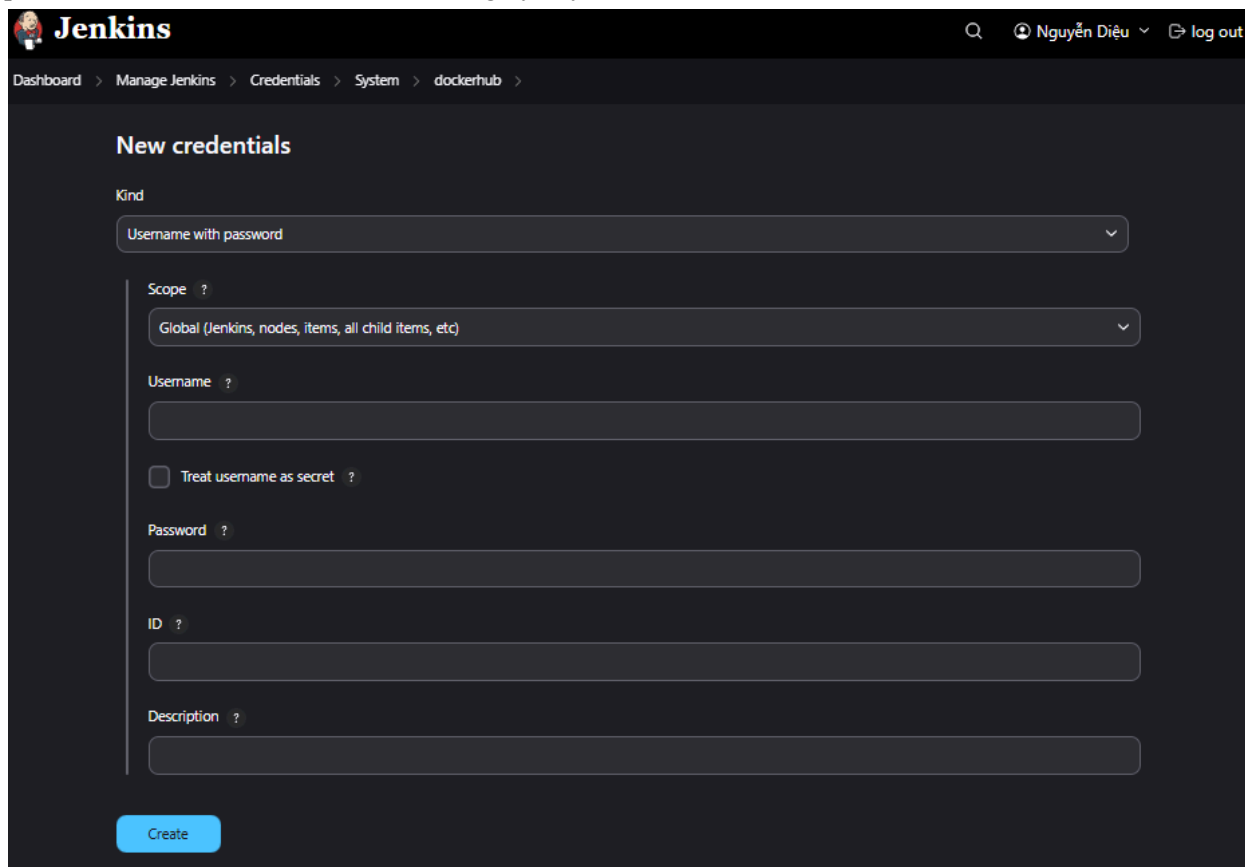 Jenkins
Nguyễn Diệu log out
Dashboard > Manage Jenkins > Credentials > System > dockerhub >
New credentials
Kind
Username with password
Scope ?
Global (Jenkins, nodes, items, all child items, etc)
Username ?
Treat username as secret ?
Password ?
ID ?
Description ?
Create